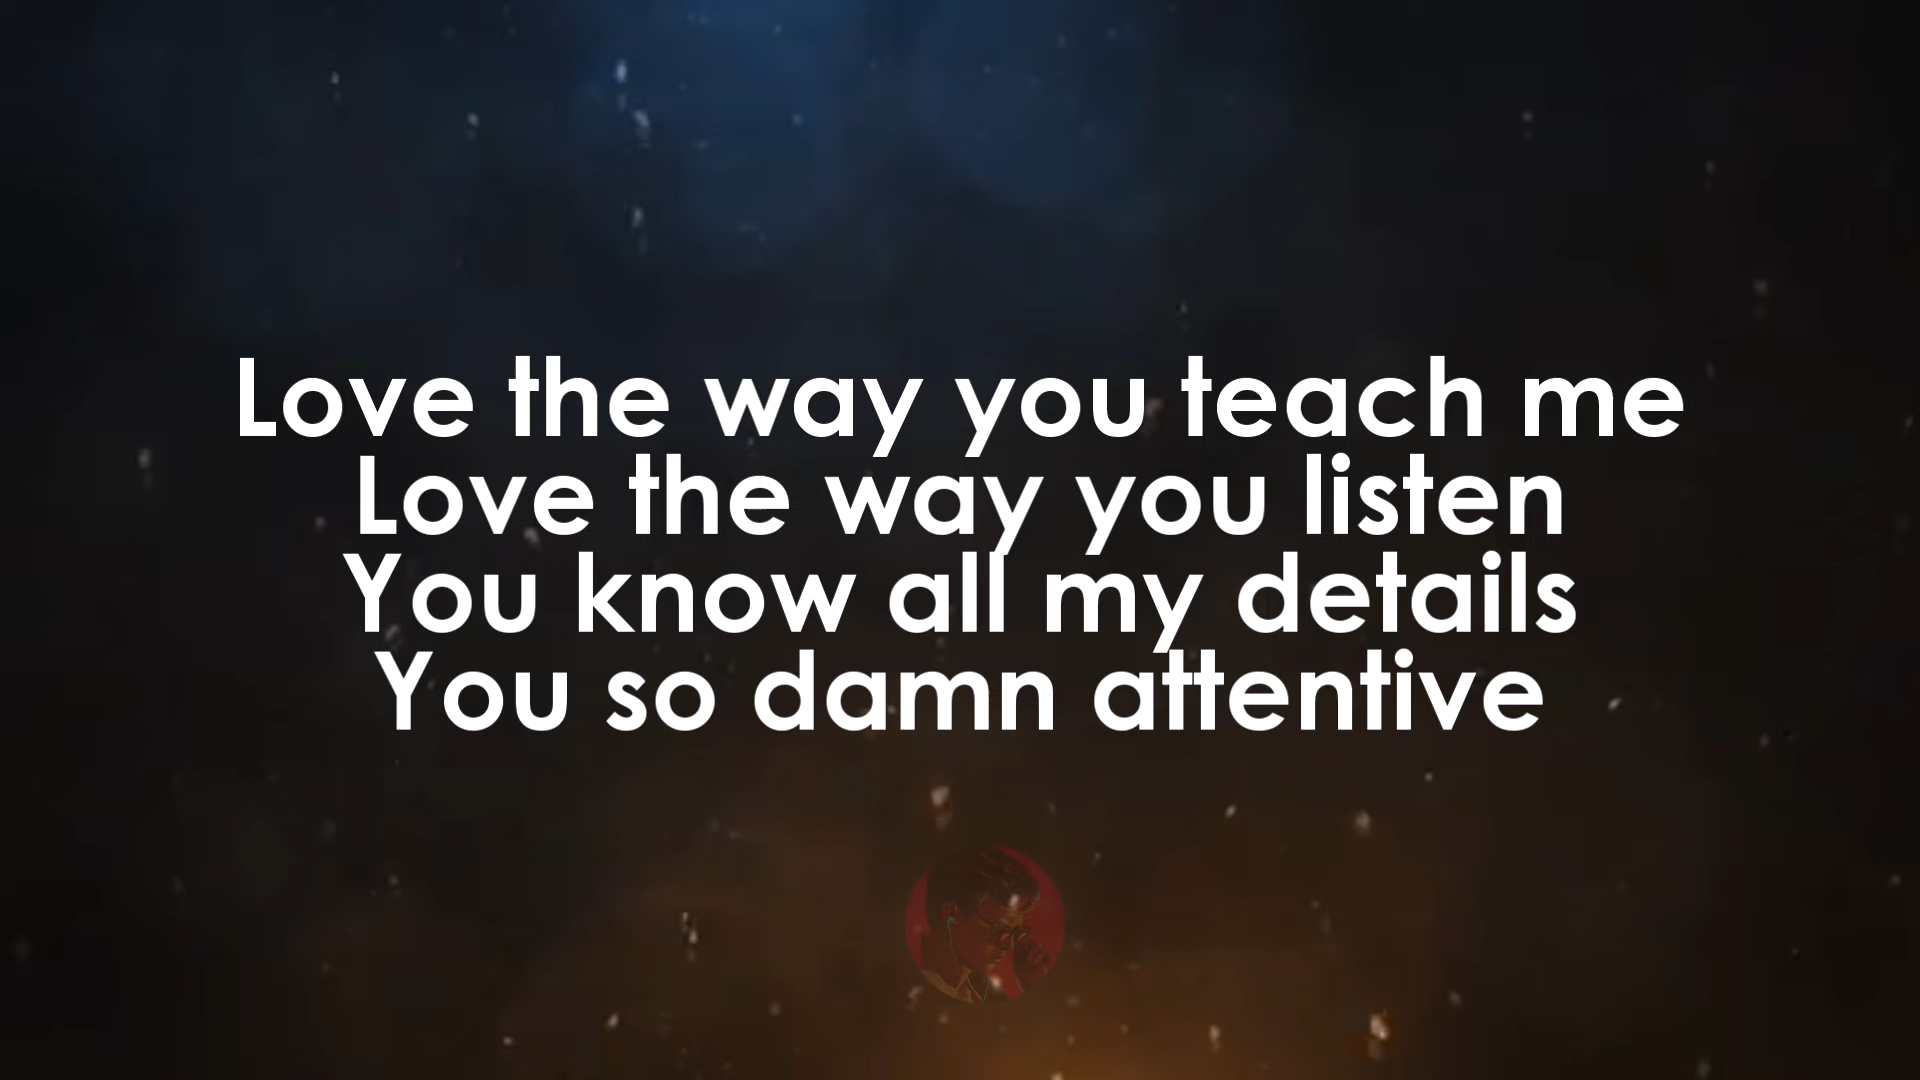 Love the way you teach me
Love the way you listen
You know all my details
You so damn attentive